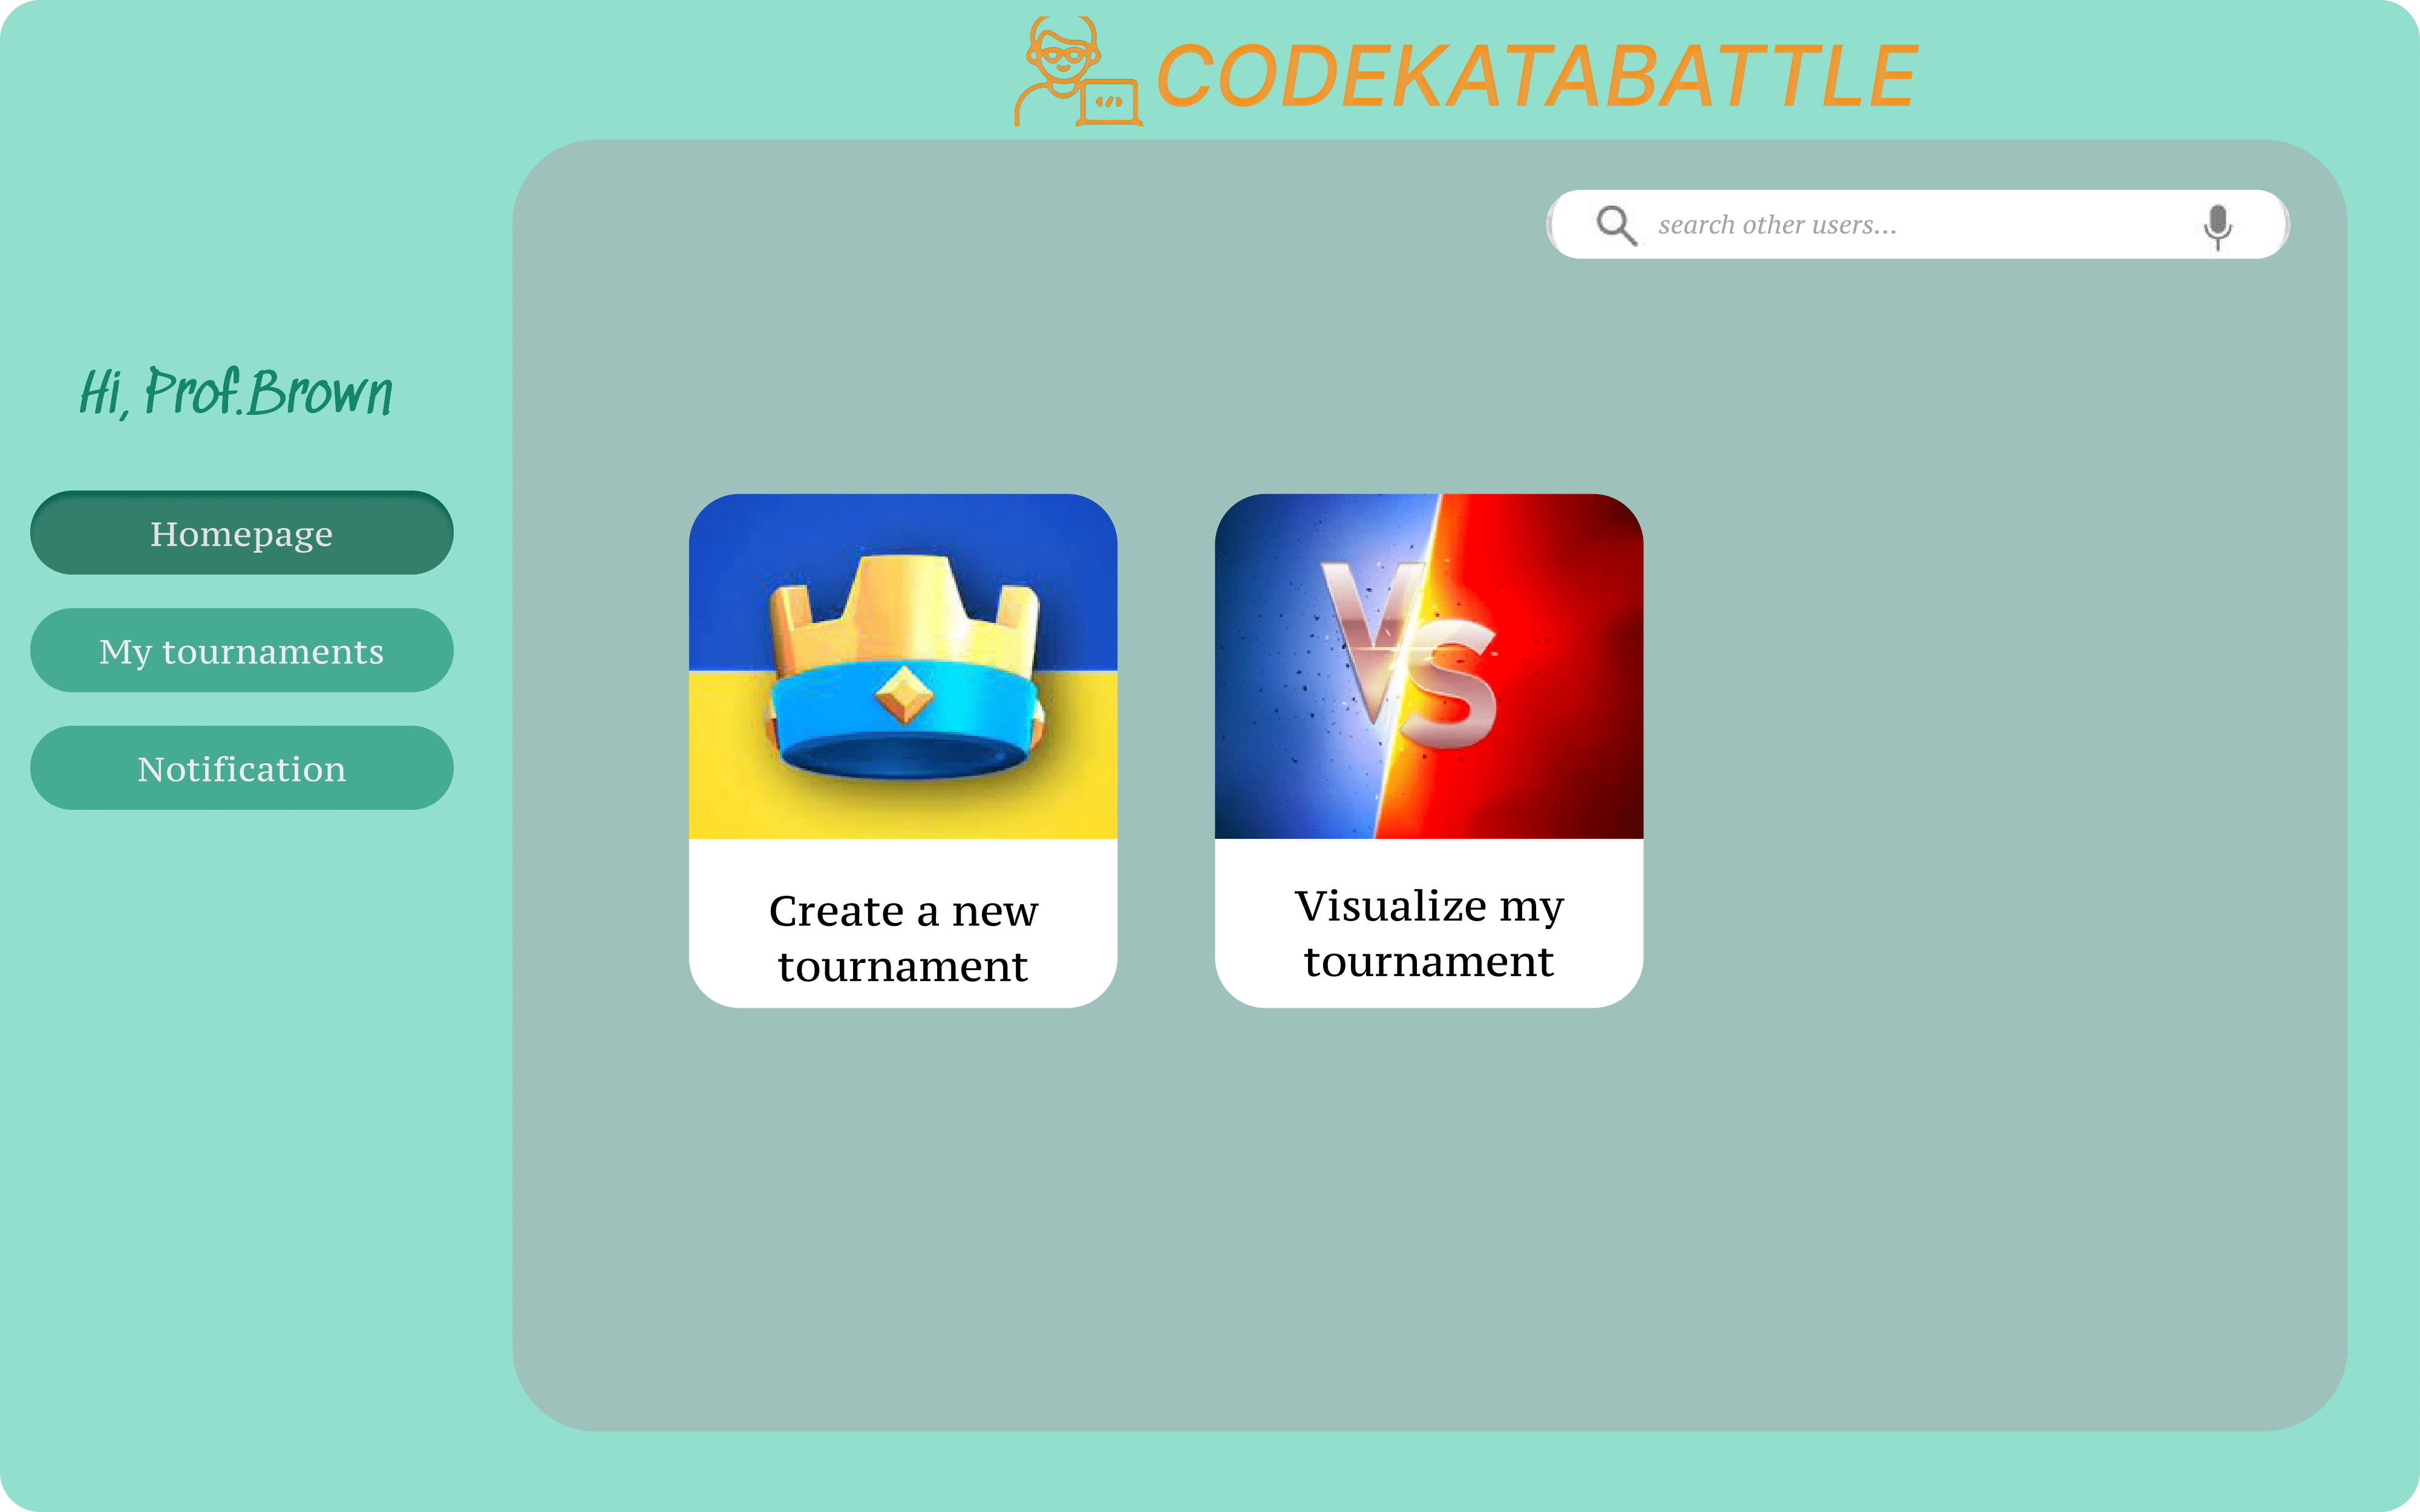 CODEKATABATTLE
search other users...
Hi, Prof.Brown
Homepage
My tournaments
Notification
VS
Create a new
tournament
Visualize my
tournament